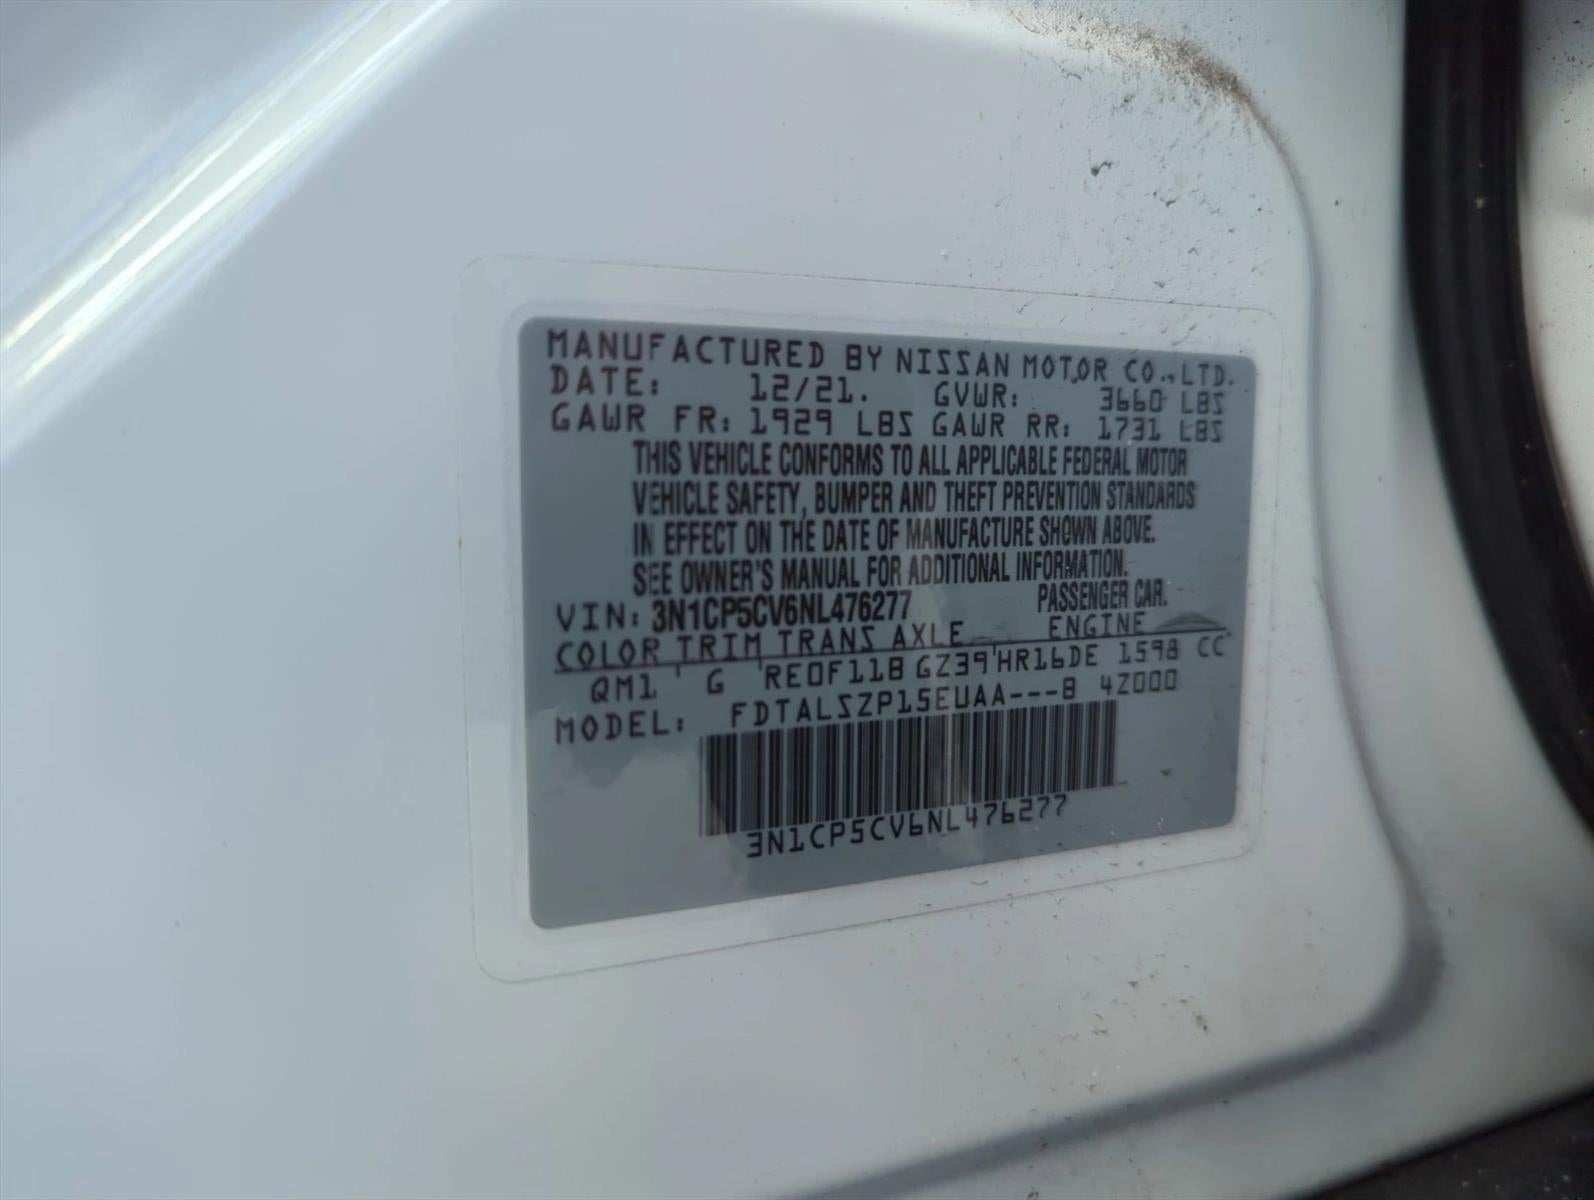 MANUFACTURED BY NISSAN MOTOR CO.,LTD.
DATE: 12/21. GVWR: 3660 LBS
GAWR FR: 1929 LBS GAWR RR: 1731 LBS
THIS VEHICLE CONFORMS TO ALL APPLICABLE FEDERAL MOTOR
VEHICLE SAFETY, BUMPER AND THEFT PREVENTION STANDARDS
IN EFFECT ON THE DATE OF MANUFACTURE SHOWN ABOVE.
SEE OWNER'S MANUAL FOR ADDITIONAL INFORMATION.
VIN: 3N1CP5CV6NL476277 PASSENGER CAR.
COLOR TRIM TRANS AXLE ENGINE
QM1 ' G 'RE0F11B GZ39'HR16DE 1598 CC
MODEL: FDTALSZP15EUAA---B 4Z000
3N1CP5CV6NL476277